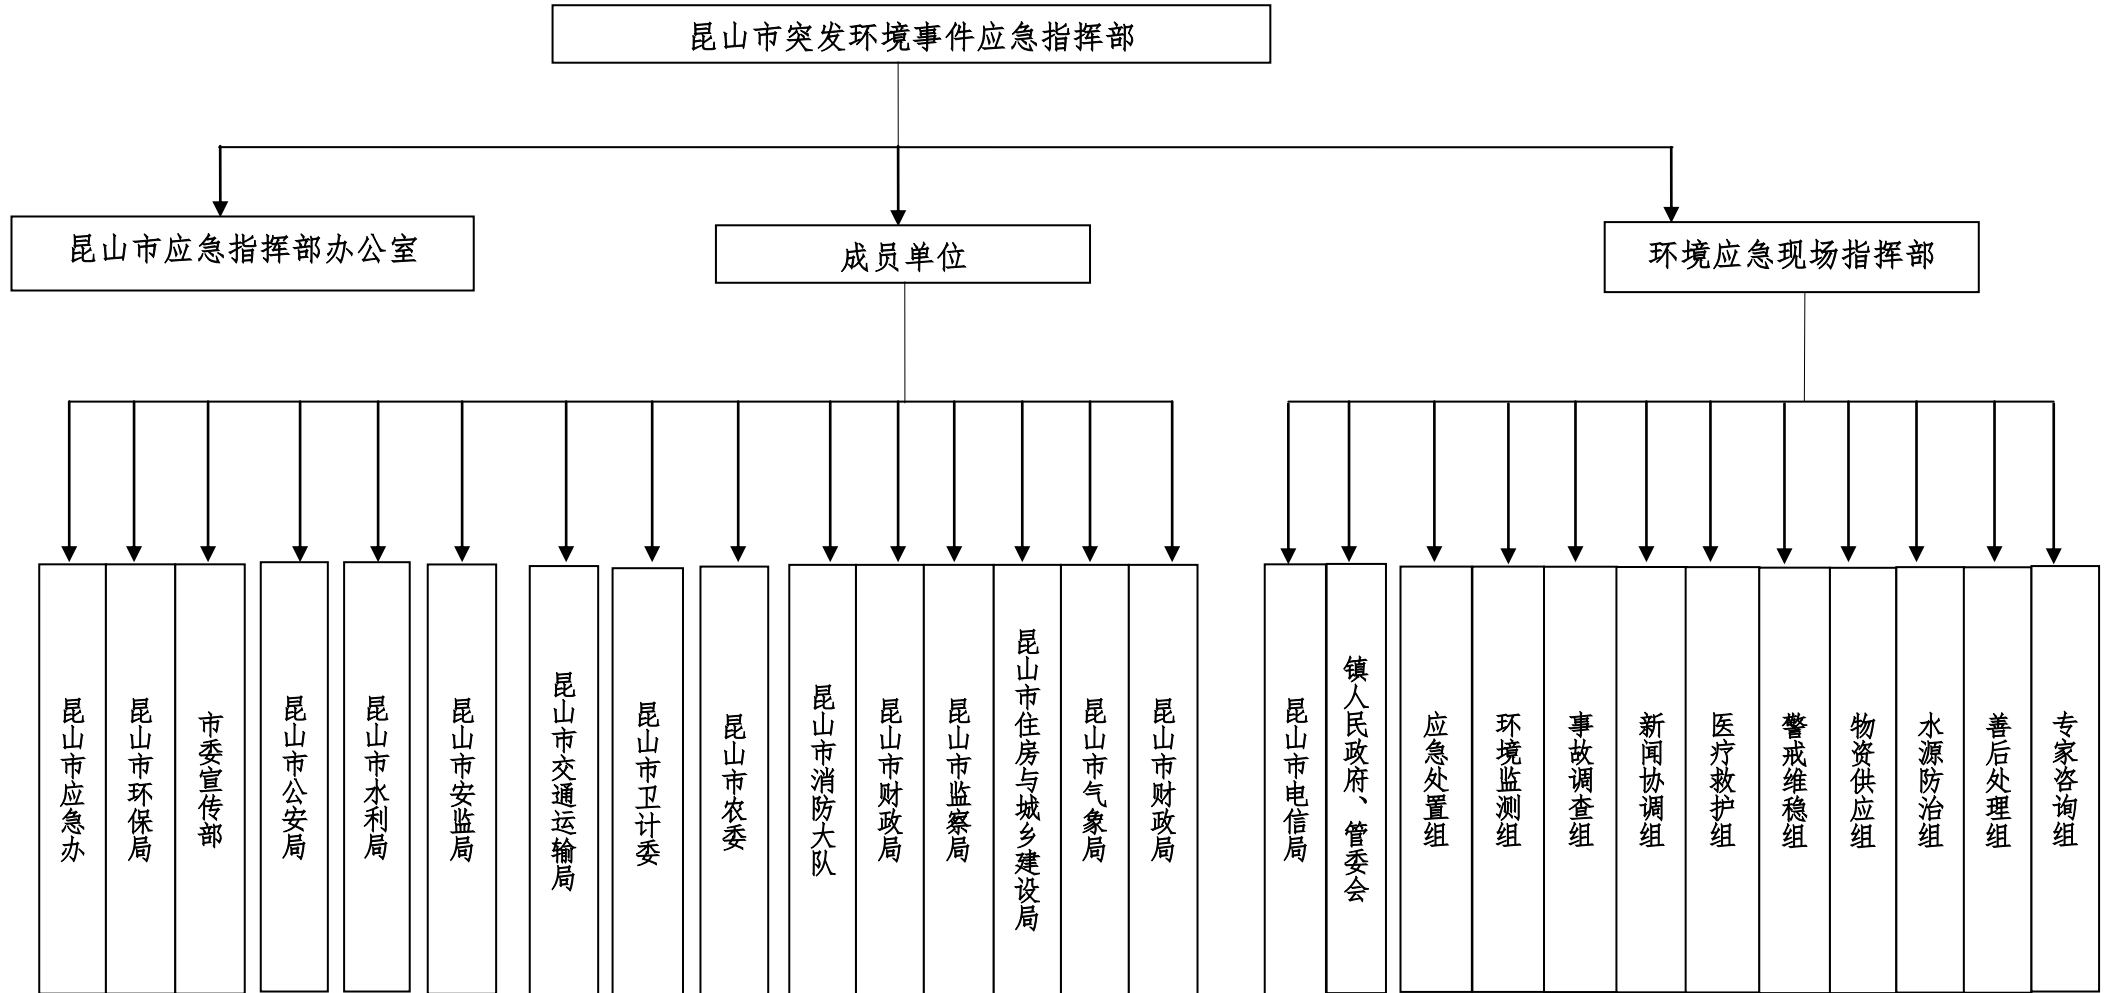 昆山市突发环境事件应急指挥部
昆山市应急指挥部办公室
成员单位
环境应急现场指挥部
昆山市应急办
昆山市环保局
市委宣传部
昆山市公安局
昆山市水利局
昆山市安监局
昆山市交通运输局
昆山市卫计委
昆山市农委
昆山市消防大队
昆山市财政局
昆山市监察局
昆山市住房与城乡建设局
昆山市气象局
昆山市财政局
昆山市电信局
镇人民政府、管委会
应急处置组
环境监测组
事故调查组
新闻协调组
医疗救护组
警戒维稳组
物资供应组
水源防治组
善后处理组
专家咨询组